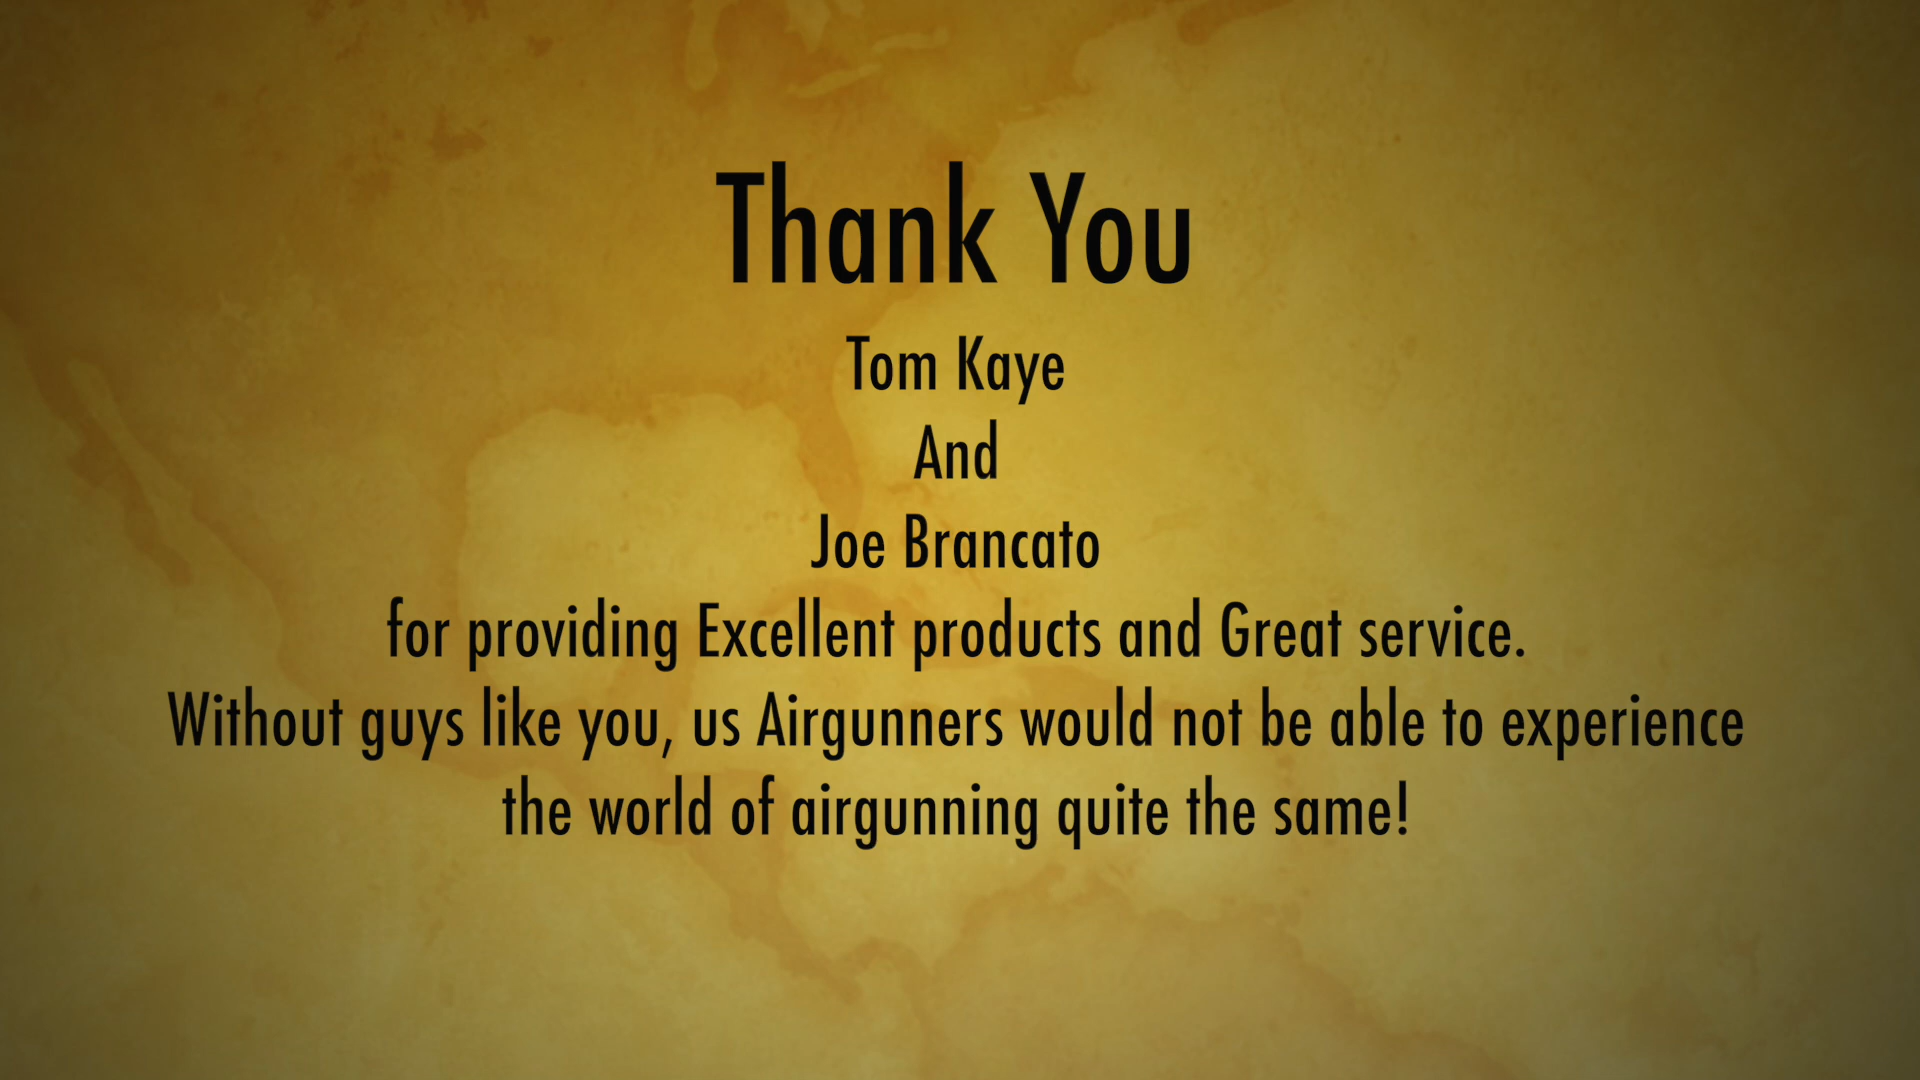 Thank You
Tom Kaye
And
Joe Brancato
for providing Excellent products and Great service.
Without guys like you, us Airgunners would not be able to experience
the world of airgunning quite the same!